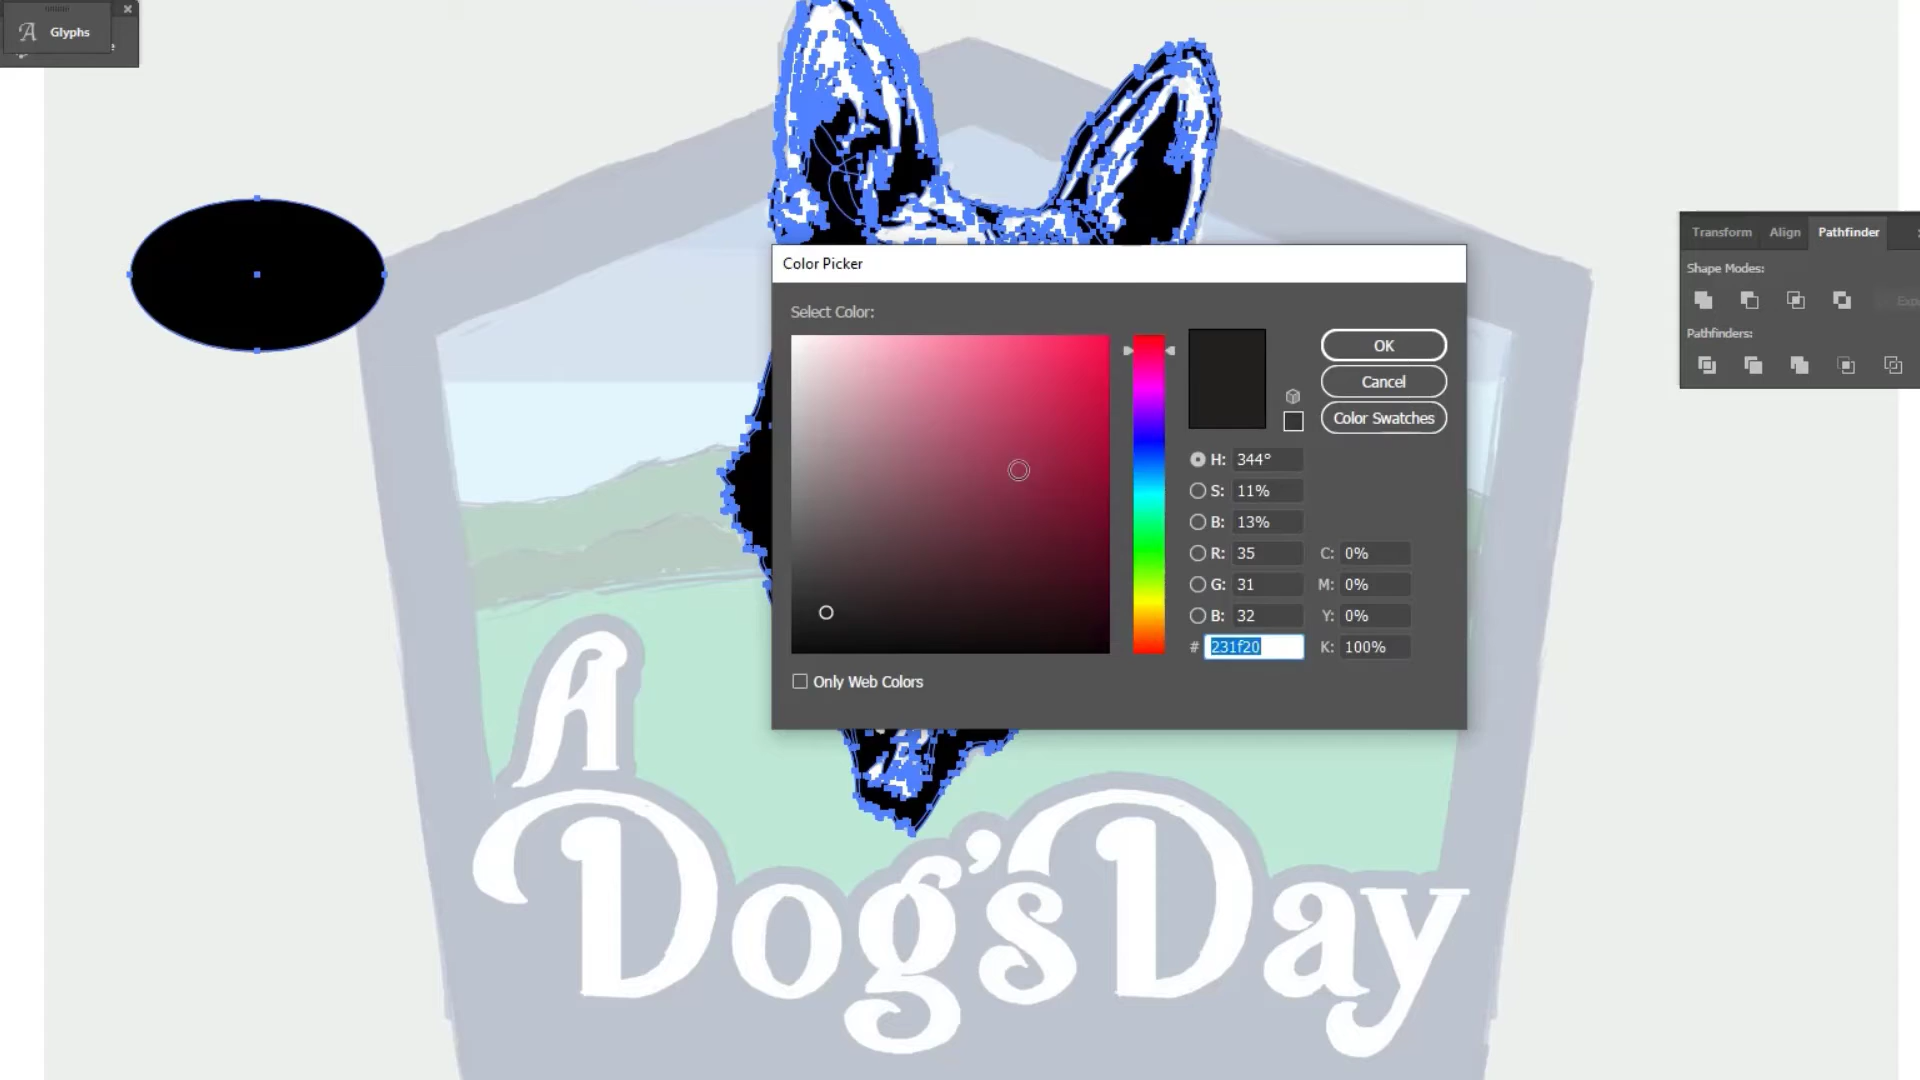 Glyphs
Transform Align Pathfinder
Shape Modes:
Pathfinders:
Color Picker
Select Color:
OK
Cancel
Color Swatches
H: 344°
S: 11%
B: 13%
R: 35 C: 0%
G: 31 M: 0%
B: 32 Y: 0%
# 231f20 K: 100%
Only Web Colors
A
Dog's Day